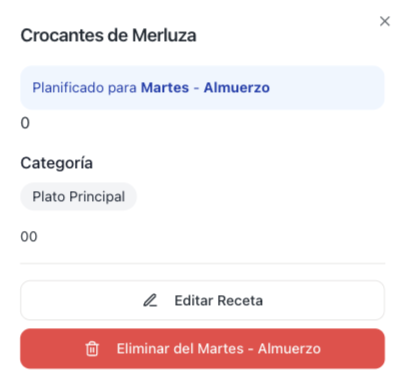 Crocantes de Merluza
Planificado para Martes - Almuerzo
0
Categoría
Plato Principal
00
Editar Receta
Eliminar del Martes - Almuerzo